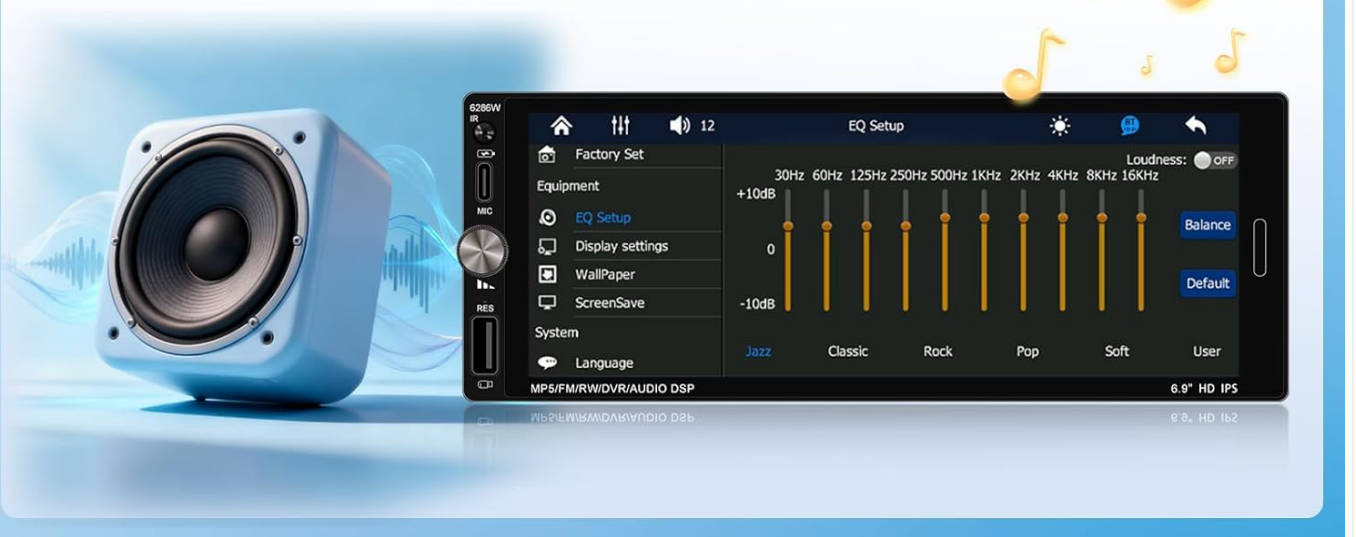 6286W
IR
MIC
RES
12
EQ Setup
Factory Set
Equipment
EQ Setup
Display settings
WallPaper
ScreenSave
System
Language
Loudness: OFF
30Hz 60Hz 125Hz 250Hz 500Hz 1KHz 2KHz 4KHz 8KHz 16KHz
+10dB
0
-10dB
Balance
Default
Jazz Classic Rock Pop Soft User
MP5/FM/RW/DVR/AUDIO DSP
6.9" HD IPS